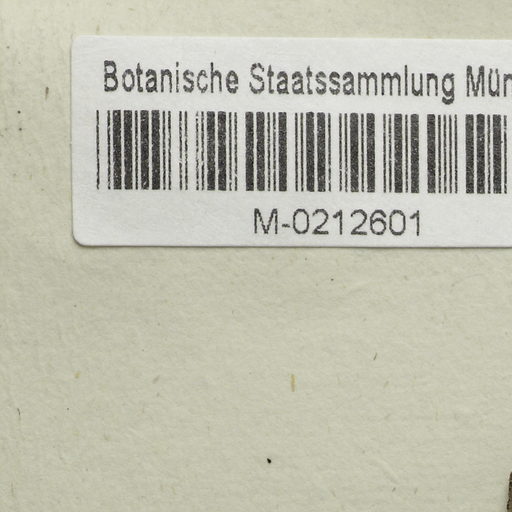 Botanische Staatssammlung Mün
M-0212601